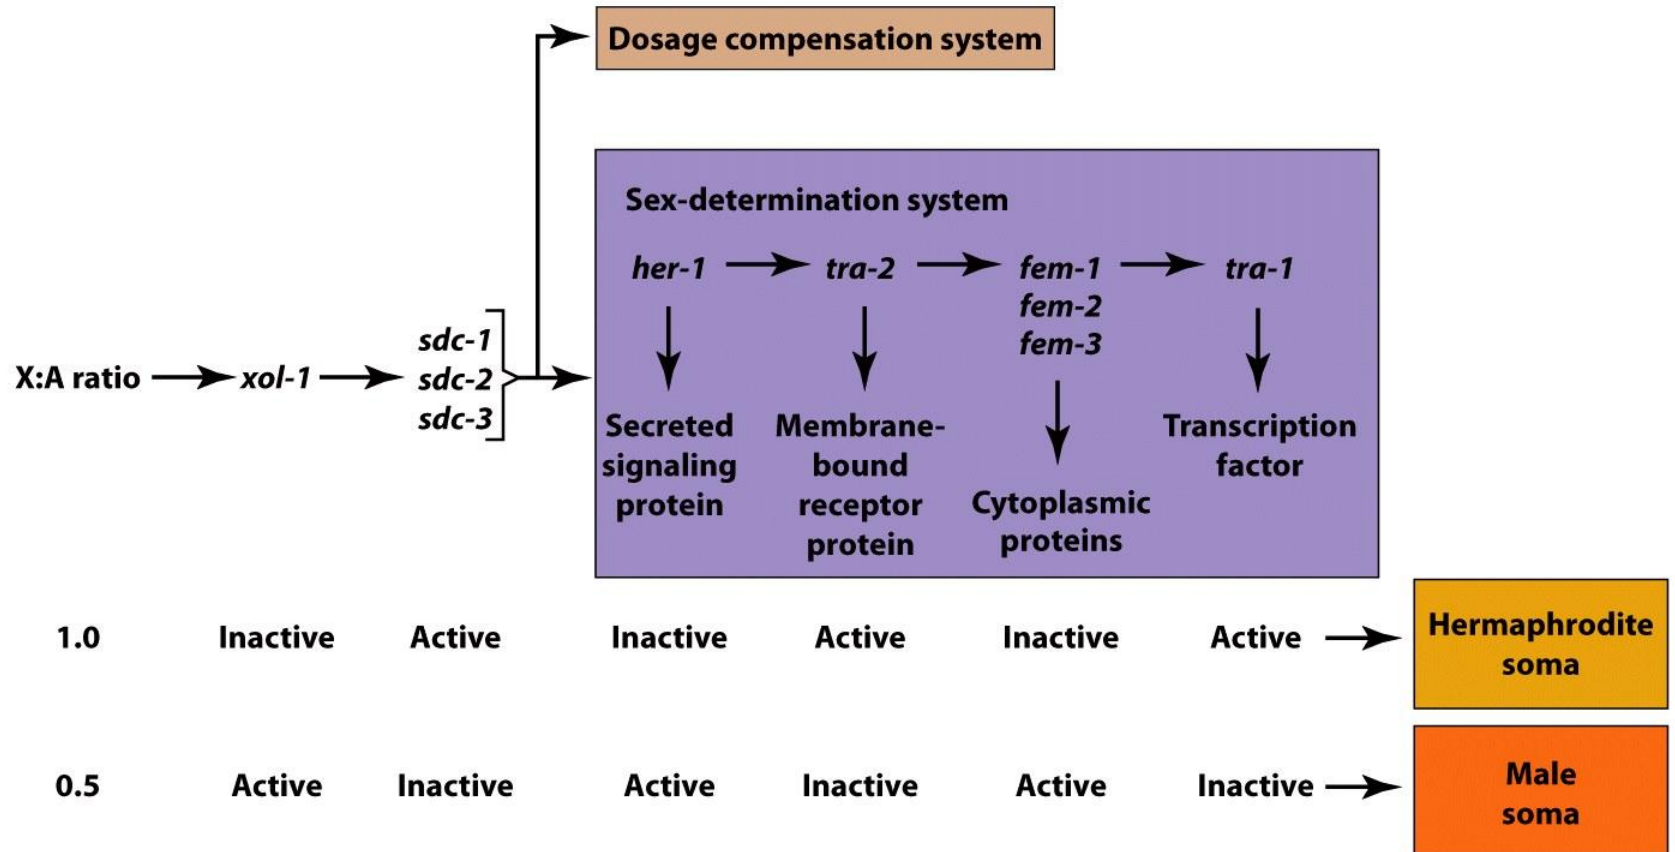 Dosage compensation system
Sex-determination system
her-1 tra-2 fem-1 tra-1
fem-2
fem-3
sdc-1
X:A ratio xol-1 sdc-2
sdc-3
Secreted
signaling
protein
Membrane-
bound
receptor
protein
Cytoplasmic
proteins
Transcription
factor
1.0 Inactive Active Inactive Active Inactive Active
Hermaphrodite
soma
0.5 Active Inactive Active Inactive Active Inactive
Male
soma